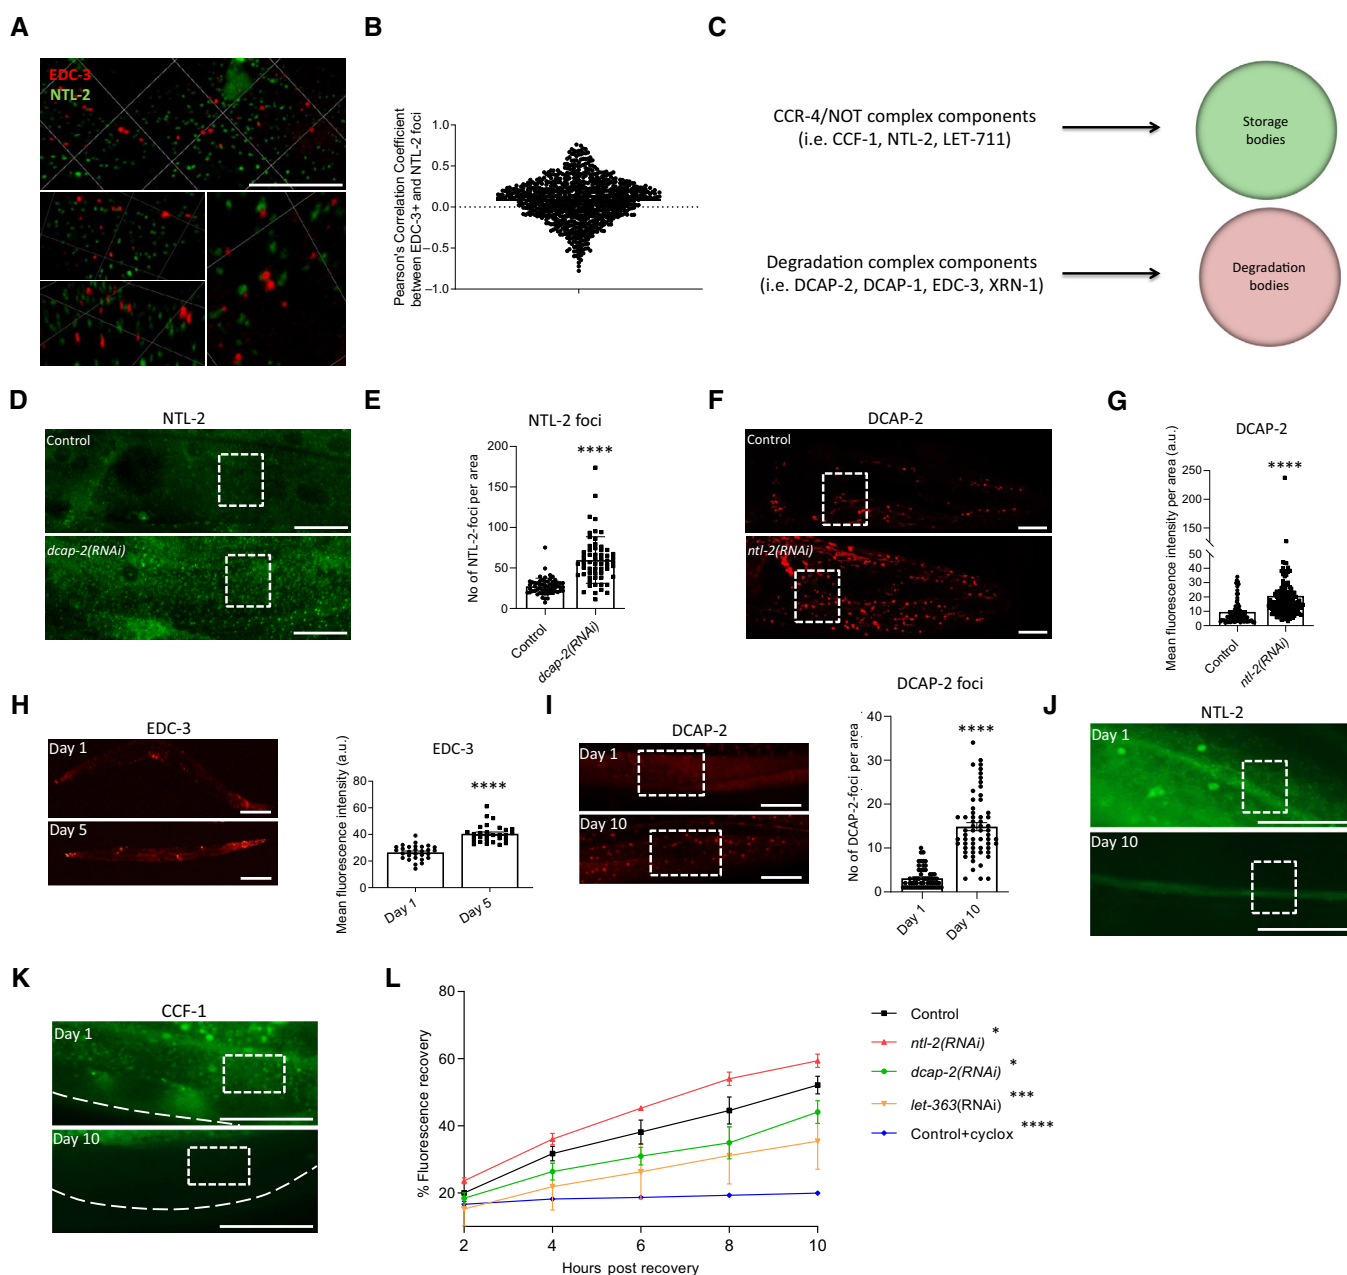 A
EDC-3
NTL-2
B
Pearson's Correlation Coefficient
between EDC-3+ and NTL-2 foci
1.0
0.5
0.0
−0.5
−1.0
C
CCR-4/NOT complex components
(i.e. CCF-1, NTL-2, LET-711)
Storage
bodies
Degradation complex components
(i.e. DCAP-2, DCAP-1, EDC-3, XRN-1)
Degradation
bodies
D
NTL-2
Control
dcap-2(RNAi)
E
NTL-2 foci
No of NTL-2-foci per area
200
150
100
50
0
****
Control
dcap-2(RNAi)
F
DCAP-2
Control
ntl-2(RNAi)
G
DCAP-2
Mean fluorescence intensity per area (a.u.)
250
200
150
100
50
40
30
20
10
0
****
Control
ntl-2(RNAi)
H
EDC-3
Day 1
Day 5
EDC-3
Mean fluorescence intensity (a.u.)
80
60
40
20
0
****
Day 1
Day 5
I
DCAP-2
Day 1
Day 10
DCAP-2 foci
No of DCAP-2-foci per area
40
30
20
10
0
****
Day 1
Day 10
J
NTL-2
Day 1
Day 10
K
CCF-1
Day 1
Day 10
L
% Fluorescence recovery
80
60
40
20
2
4
6
8
10
Hours post recovery
Control
ntl-2(RNAi) *
dcap-2(RNAi) *
let-363(RNAi) ***
Control+cyclox ****